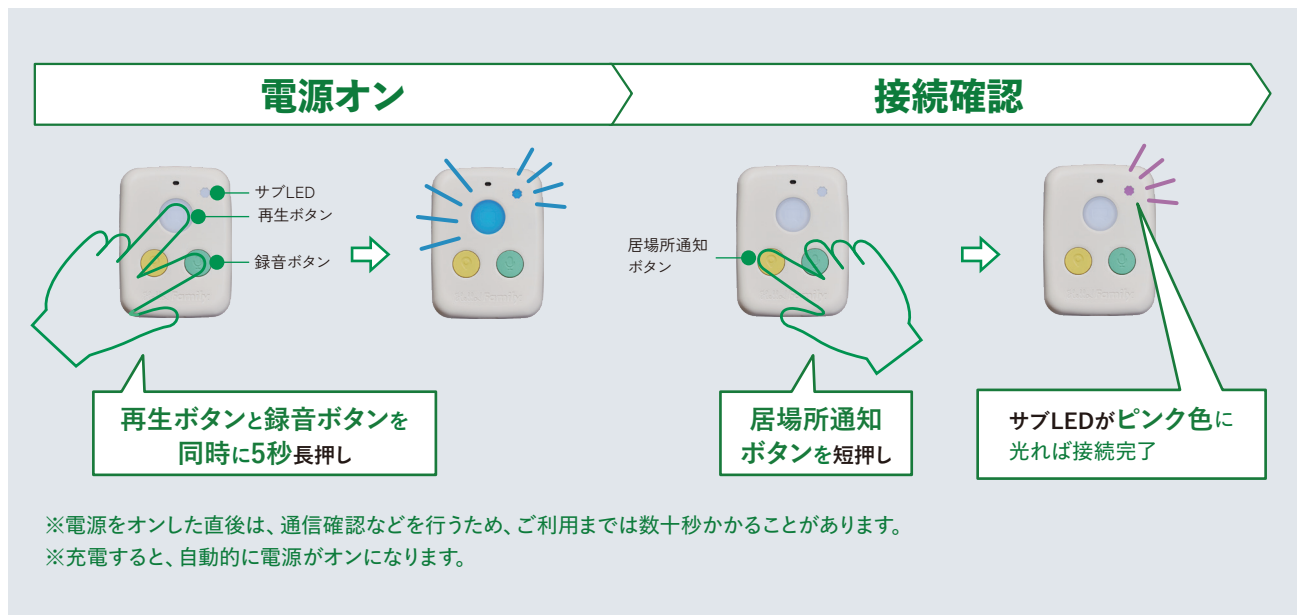 電源オン
接続確認
サブLED
再生ボタン
録音ボタン
居場所通知
ボタン
再生ボタンと録音ボタンを
同時に5秒長押し
居場所通知
ボタンを短押し
サブLEDがピンク色に
光れば接続完了
※電源をオンした直後は、通信確認などを行うため、ご利用までは数十秒かかることがあります。
※充電すると、自動的に電源がオンになります。